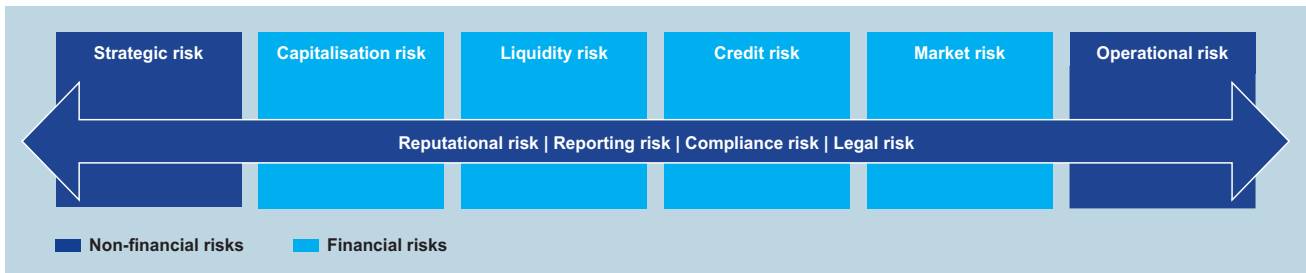 Strategic risk
Capitalisation risk
Liquidity risk
Credit risk
Market risk
Operational risk
Reputational risk | Reporting risk | Compliance risk | Legal risk
Non-financial risks
Financial risks